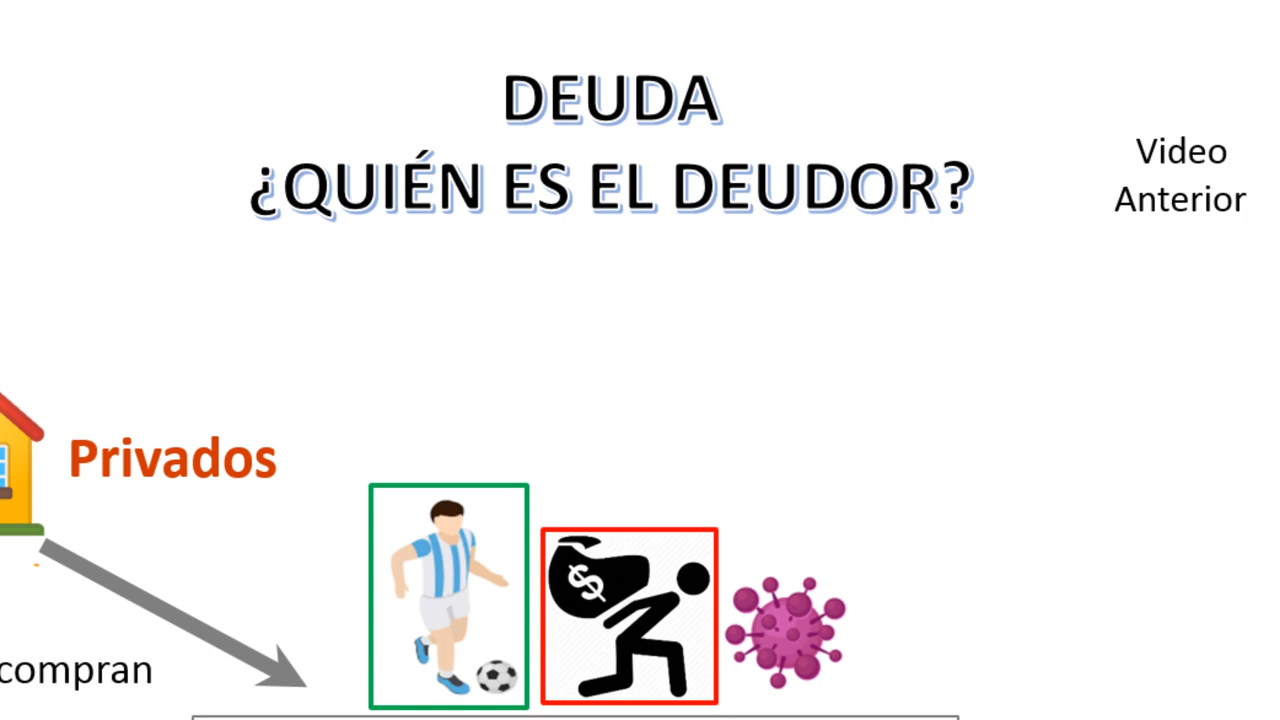 DEUDA
¿QUIÉN ES EL DEUDOR?
Video
Anterior
Privados
$
compran